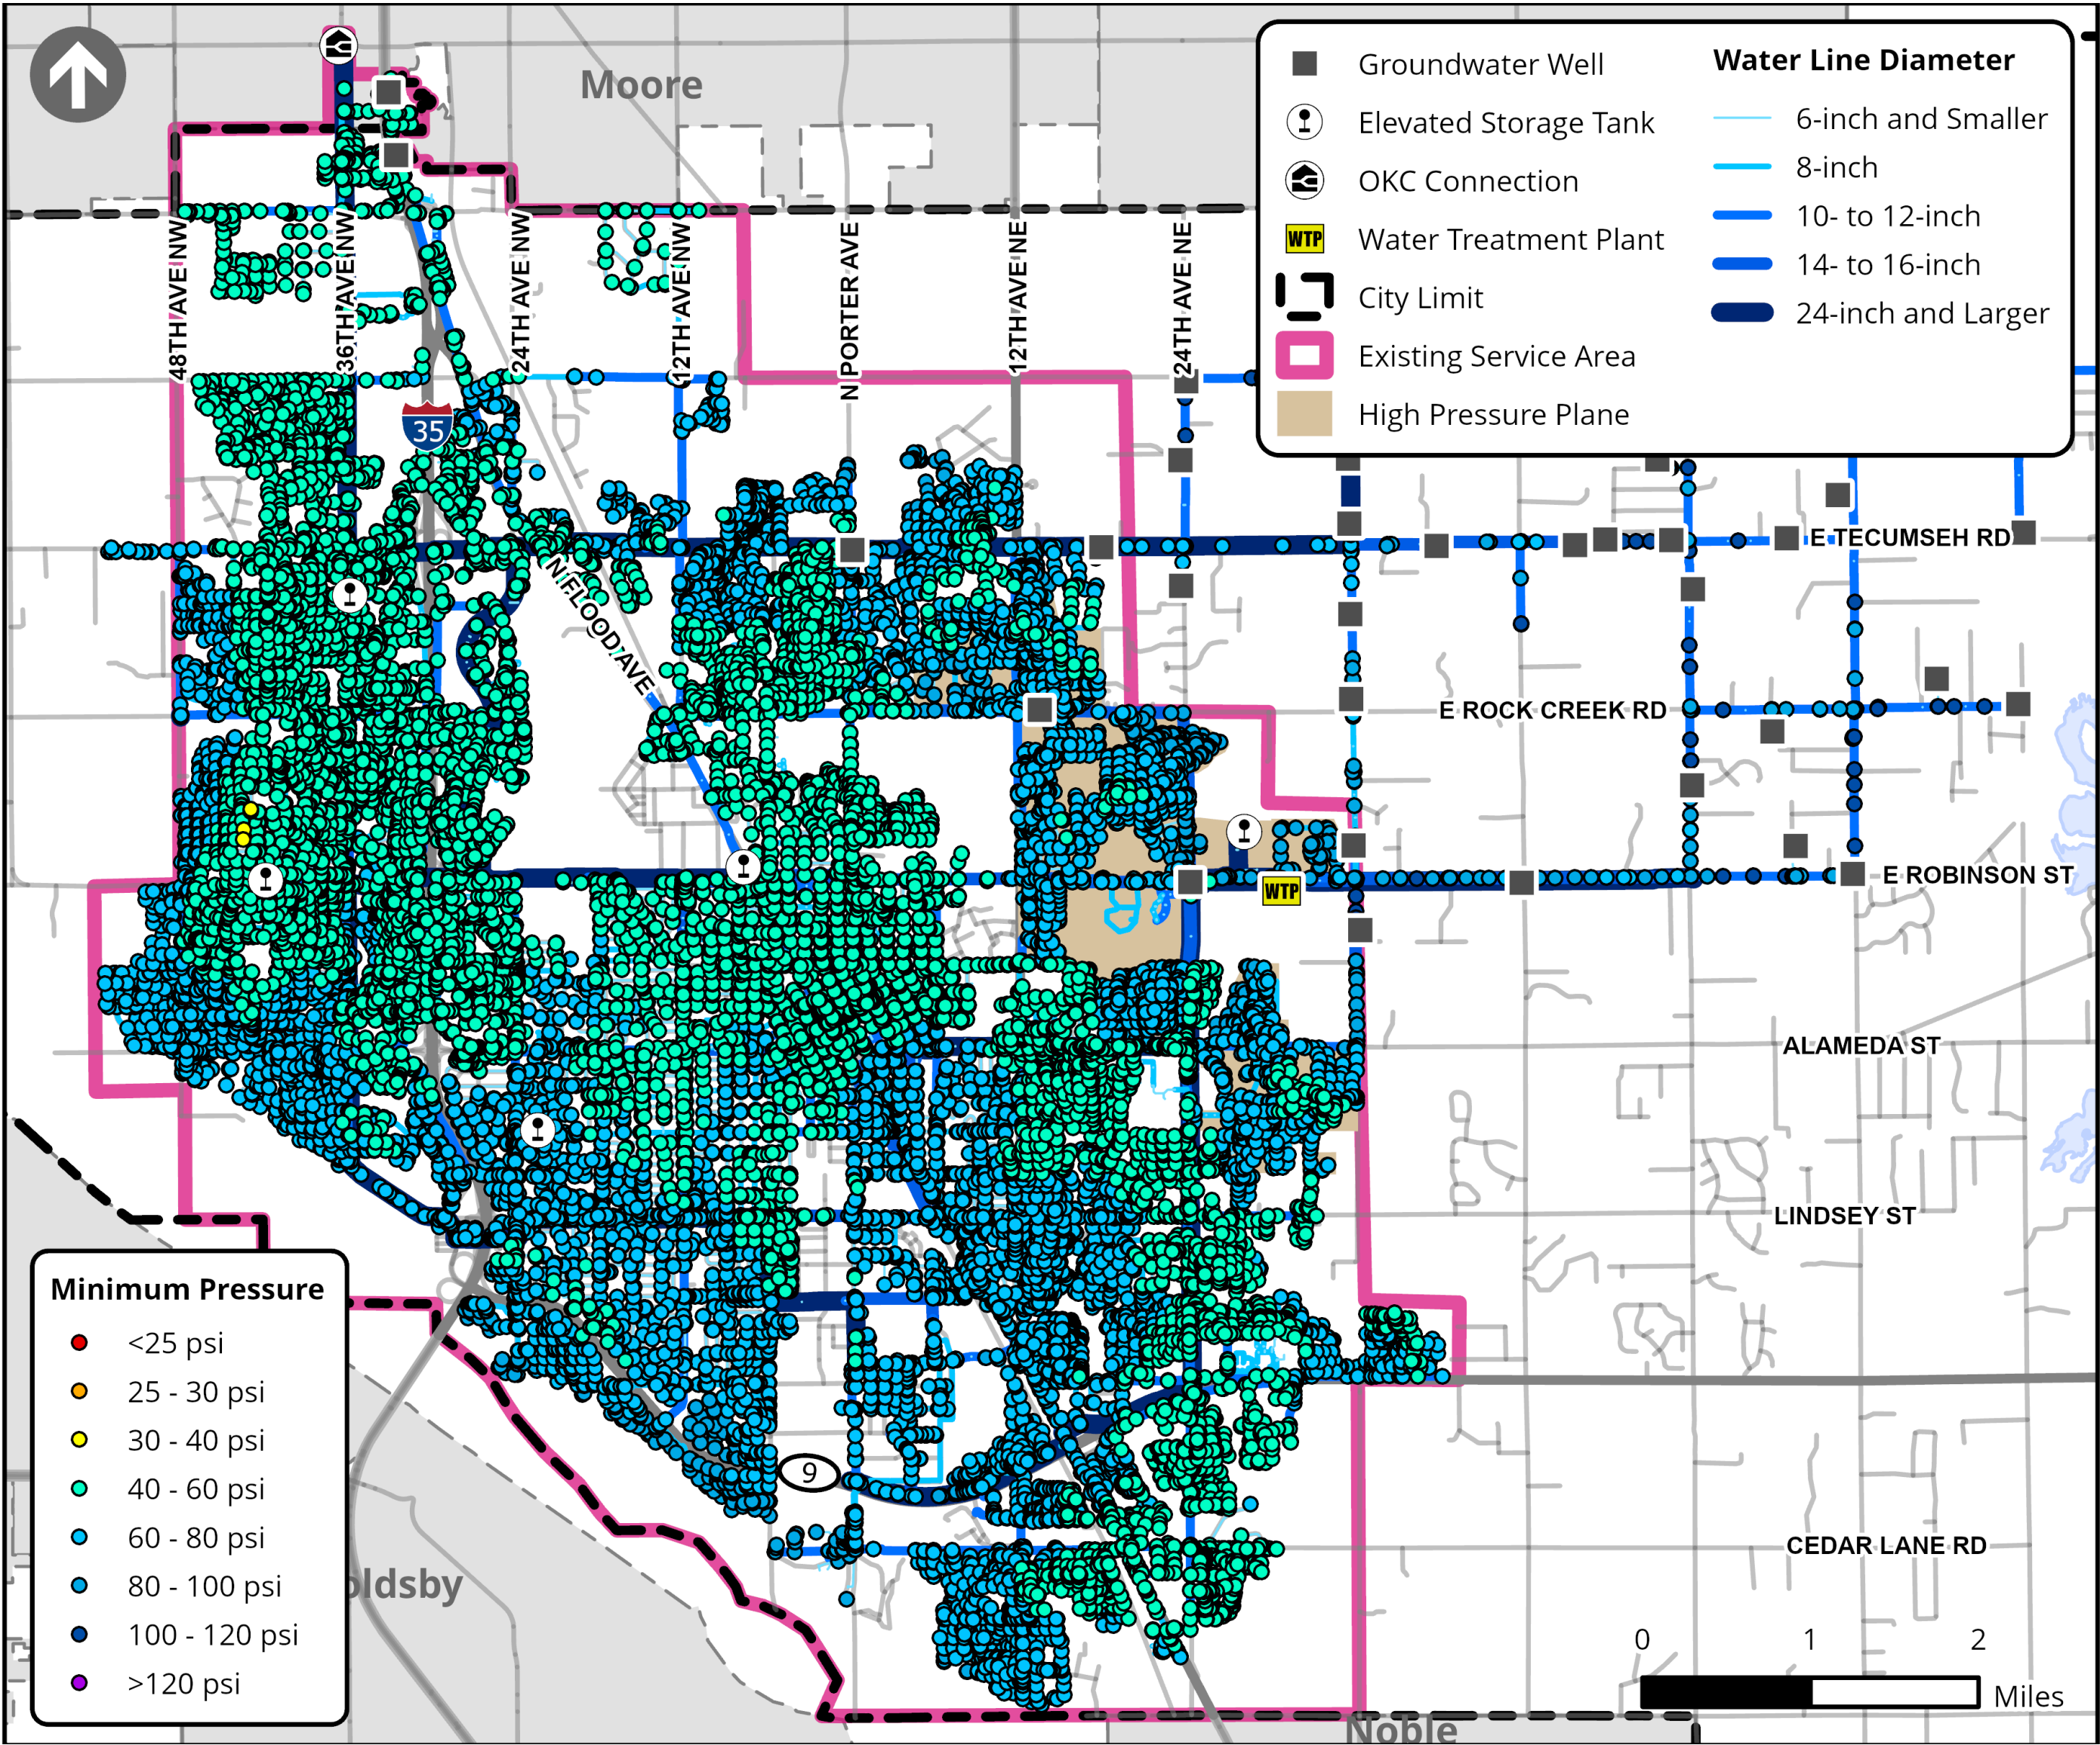 Moore
Groundwater Well
Elevated Storage Tank
OKC Connection
WTP
Water Treatment Plant
City Limit
Existing Service Area
High Pressure Plane
Water Line Diameter
6-inch and Smaller
8-inch
10- to 12-inch
14- to 16-inch
24-inch and Larger
48TH AVE NW
36TH AVE NW
24TH AVE NW
12TH AVE NW
N PORTER AVE
12TH AVE NE
24TH AVE NE
35
E TECUMSEH RD
N FLOOD AVE
E ROCK CREEK RD
E ROBINSON ST
WTP
ALAMEDA ST
LINDSEY ST
9
CEDAR LANE RD
oldsby
Noble
Minimum Pressure
<25 psi
25 - 30 psi
30 - 40 psi
40 - 60 psi
60 - 80 psi
80 - 100 psi
100 - 120 psi
>120 psi
0 1 2
Miles